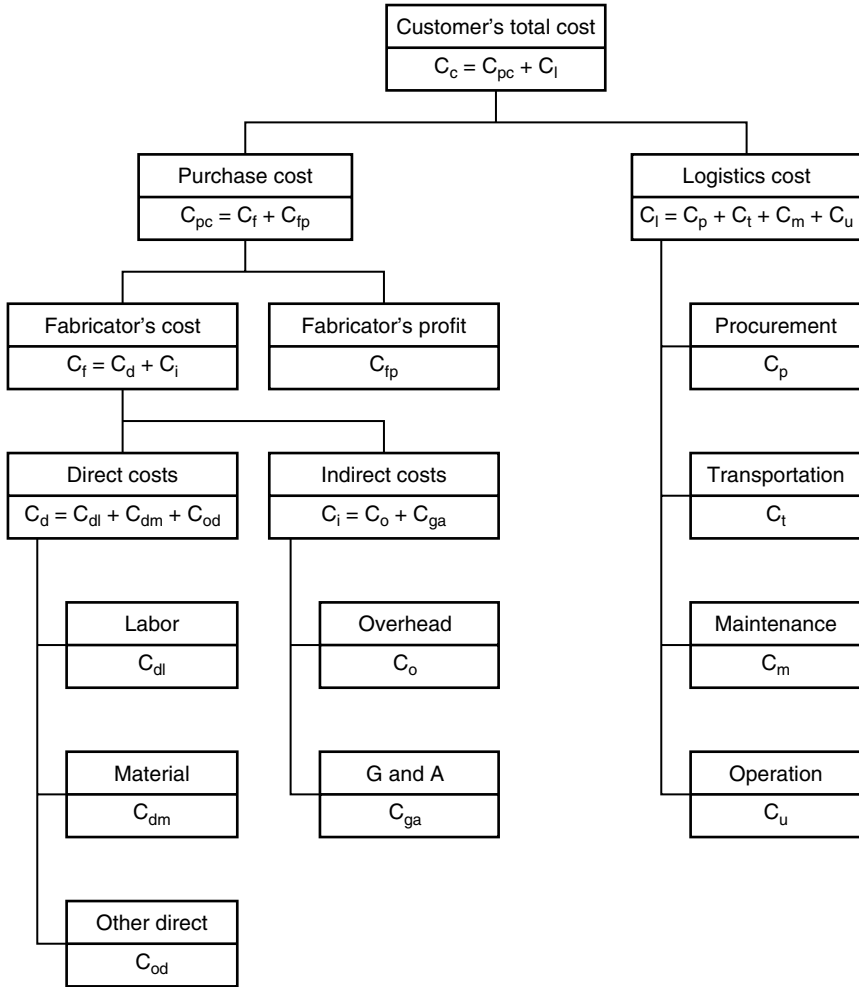 Customer's total cost
C_c = C_pc + C_l
Purchase cost
C_pc = C_f + C_fp
Logistics cost
C_l = C_p + C_t + C_m + C_u
Fabricator's cost
C_f = C_d + C_i
Fabricator's profit
C_fp
Procurement
C_p
Direct costs
C_d = C_dl + C_dm + C_od
Indirect costs
C_i = C_o + C_ga
Transportation
C_t
Labor
C_dl
Overhead
C_o
Maintenance
C_m
Material
C_dm
G and A
C_ga
Operation
C_u
Other direct
C_od